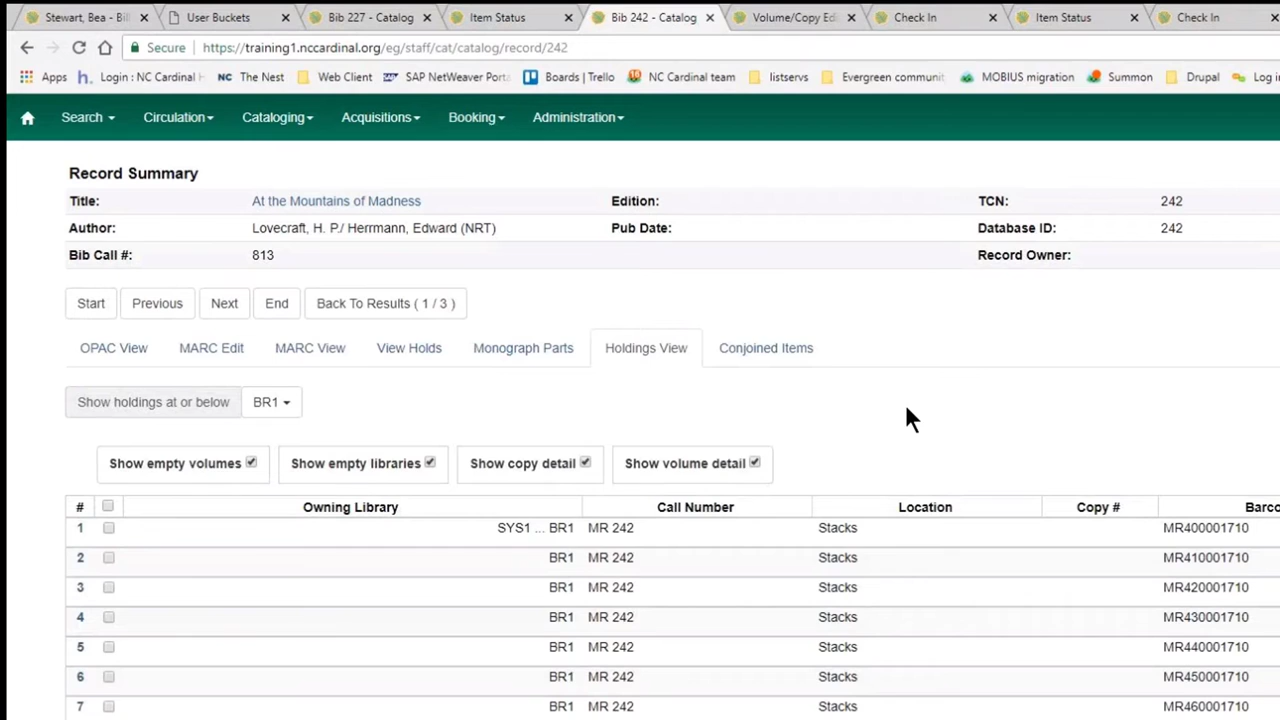 Stewart, Bea - Bill
User Buckets
Bib 227 - Catalog
Item Status
Bib 242 - Catalog
Volume/Copy Edi
Check In
Item Status
Check In
Secure https://training1.nccardinal.org/eg/staff/cat/catalog/record/242
Apps Login : NC Cardinal H NC The Nest Web Client SAP NetWeaver Porta Boards | Trello NC Cardinal team listservs Evergreen communit MOBIUS migration Summon Drupal Log in
Search Circulation Cataloging Acquisitions Booking Administration
Record Summary
Title: At the Mountains of Madness Edition: TCN: 242
Author: Lovecraft, H. P./ Herrmann, Edward (NRT) Pub Date: Database ID: 242
Bib Call #: 813 Record Owner:
Start Previous Next End Back To Results ( 1 / 3 )
OPAC View MARC Edit MARC View View Holds Monograph Parts Holdings View Conjoined Items
Show holdings at or below BR1
Show empty volumes Show empty libraries Show copy detail Show volume detail
# Owning Library Call Number Location Copy # Barco
1 SYS1 ... BR1 MR 242 Stacks MR400001710
2 BR1 MR 242 Stacks MR410001710
3 BR1 MR 242 Stacks MR420001710
4 BR1 MR 242 Stacks MR430001710
5 BR1 MR 242 Stacks MR440001710
6 BR1 MR 242 Stacks MR450001710
7 BR1 MR 242 Stacks MR460001710